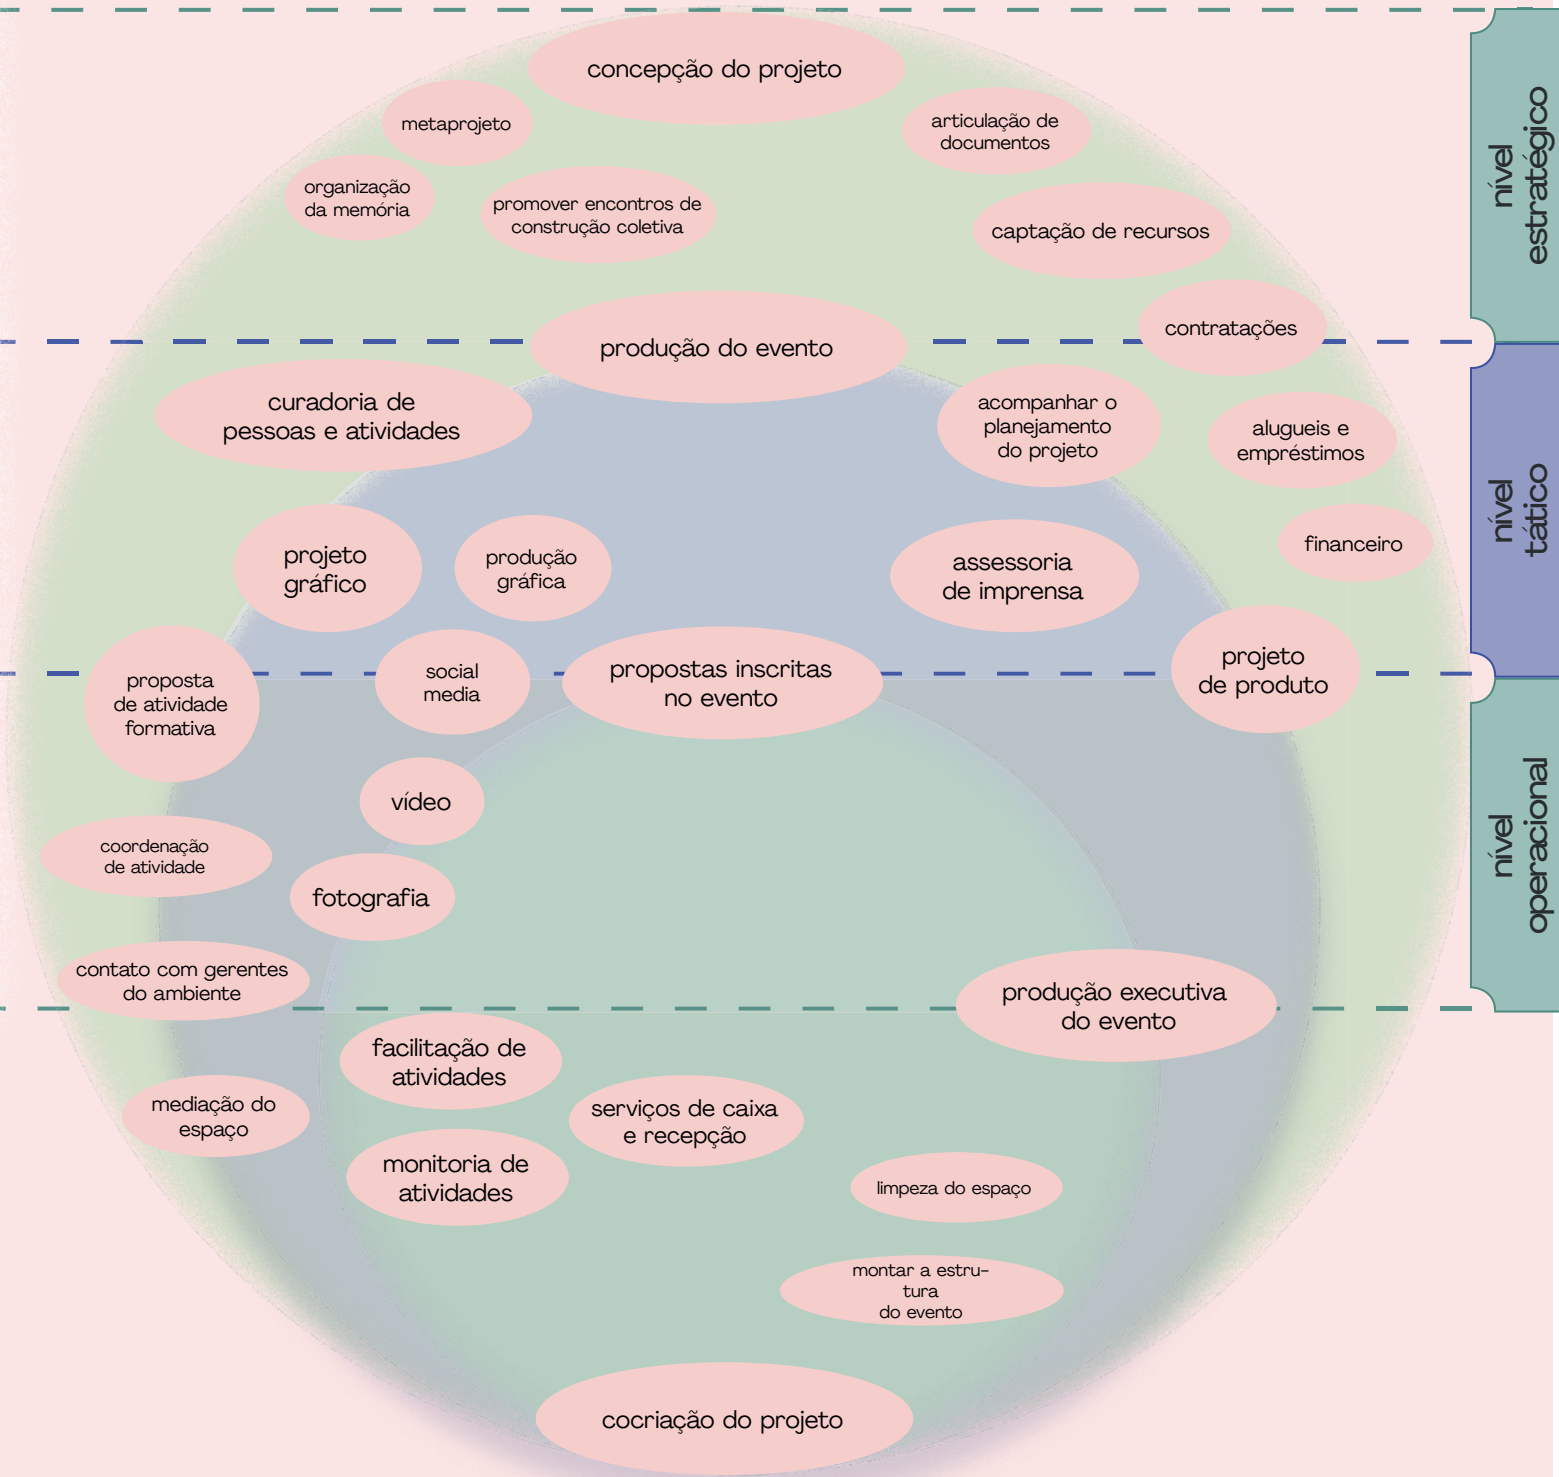 concepção do projeto
metaprojeto
articulação de
documentos
organização
da memória
promover encontros de
construção coletiva
captação de recursos
nível
estratégico
contratações
produção do evento
curadoria de
pessoas e atividades
acompanhar o
planejamento
do projeto
alugueis e
empréstimos
nível
tático
projeto
gráfico
produção
gráfica
assessoria
de imprensa
financeiro
proposta
de atividade
formativa
social
media
propostas inscritas
no evento
projeto
de produto
vídeo
coordenação
de atividade
fotografia
nível
operacional
contato com gerentes
do ambiente
produção executiva
do evento
facilitação de
atividades
mediação do
espaço
serviços de caixa
e recepção
monitoria de
atividades
limpeza do espaço
montar a estru-
tura
do evento
cocriação do projeto